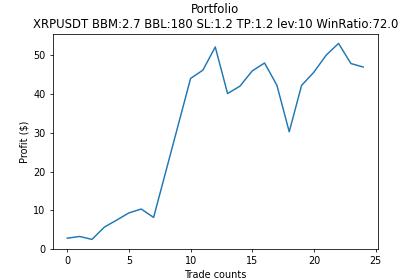 Portfolio
XRPUSDT BBM:2.7 BBL:180 SL:1.2 TP:1.2 lev:10 WinRatio:72.0
50
40
30
20
10
0
Profit ($)
0 5 10 15 20 25
Trade counts